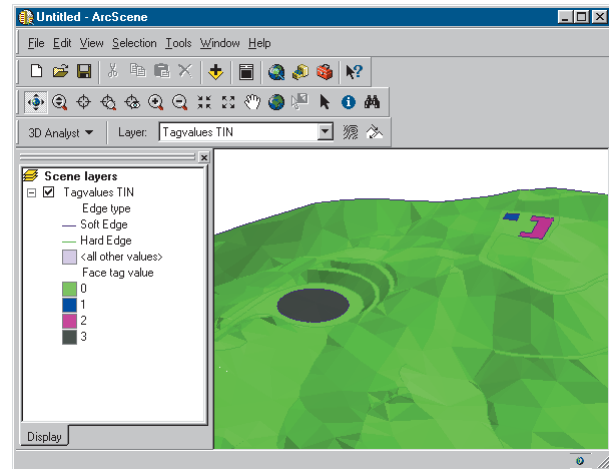 Untitled - ArcScene
File Edit View Selection Tools Window Help
3D Analyst Layer: Tagvalues TIN
Scene layers
Tagvalues TIN
Edge type
Soft Edge
Hard Edge
<all other values>
Face tag value
0
1
2
3
Display